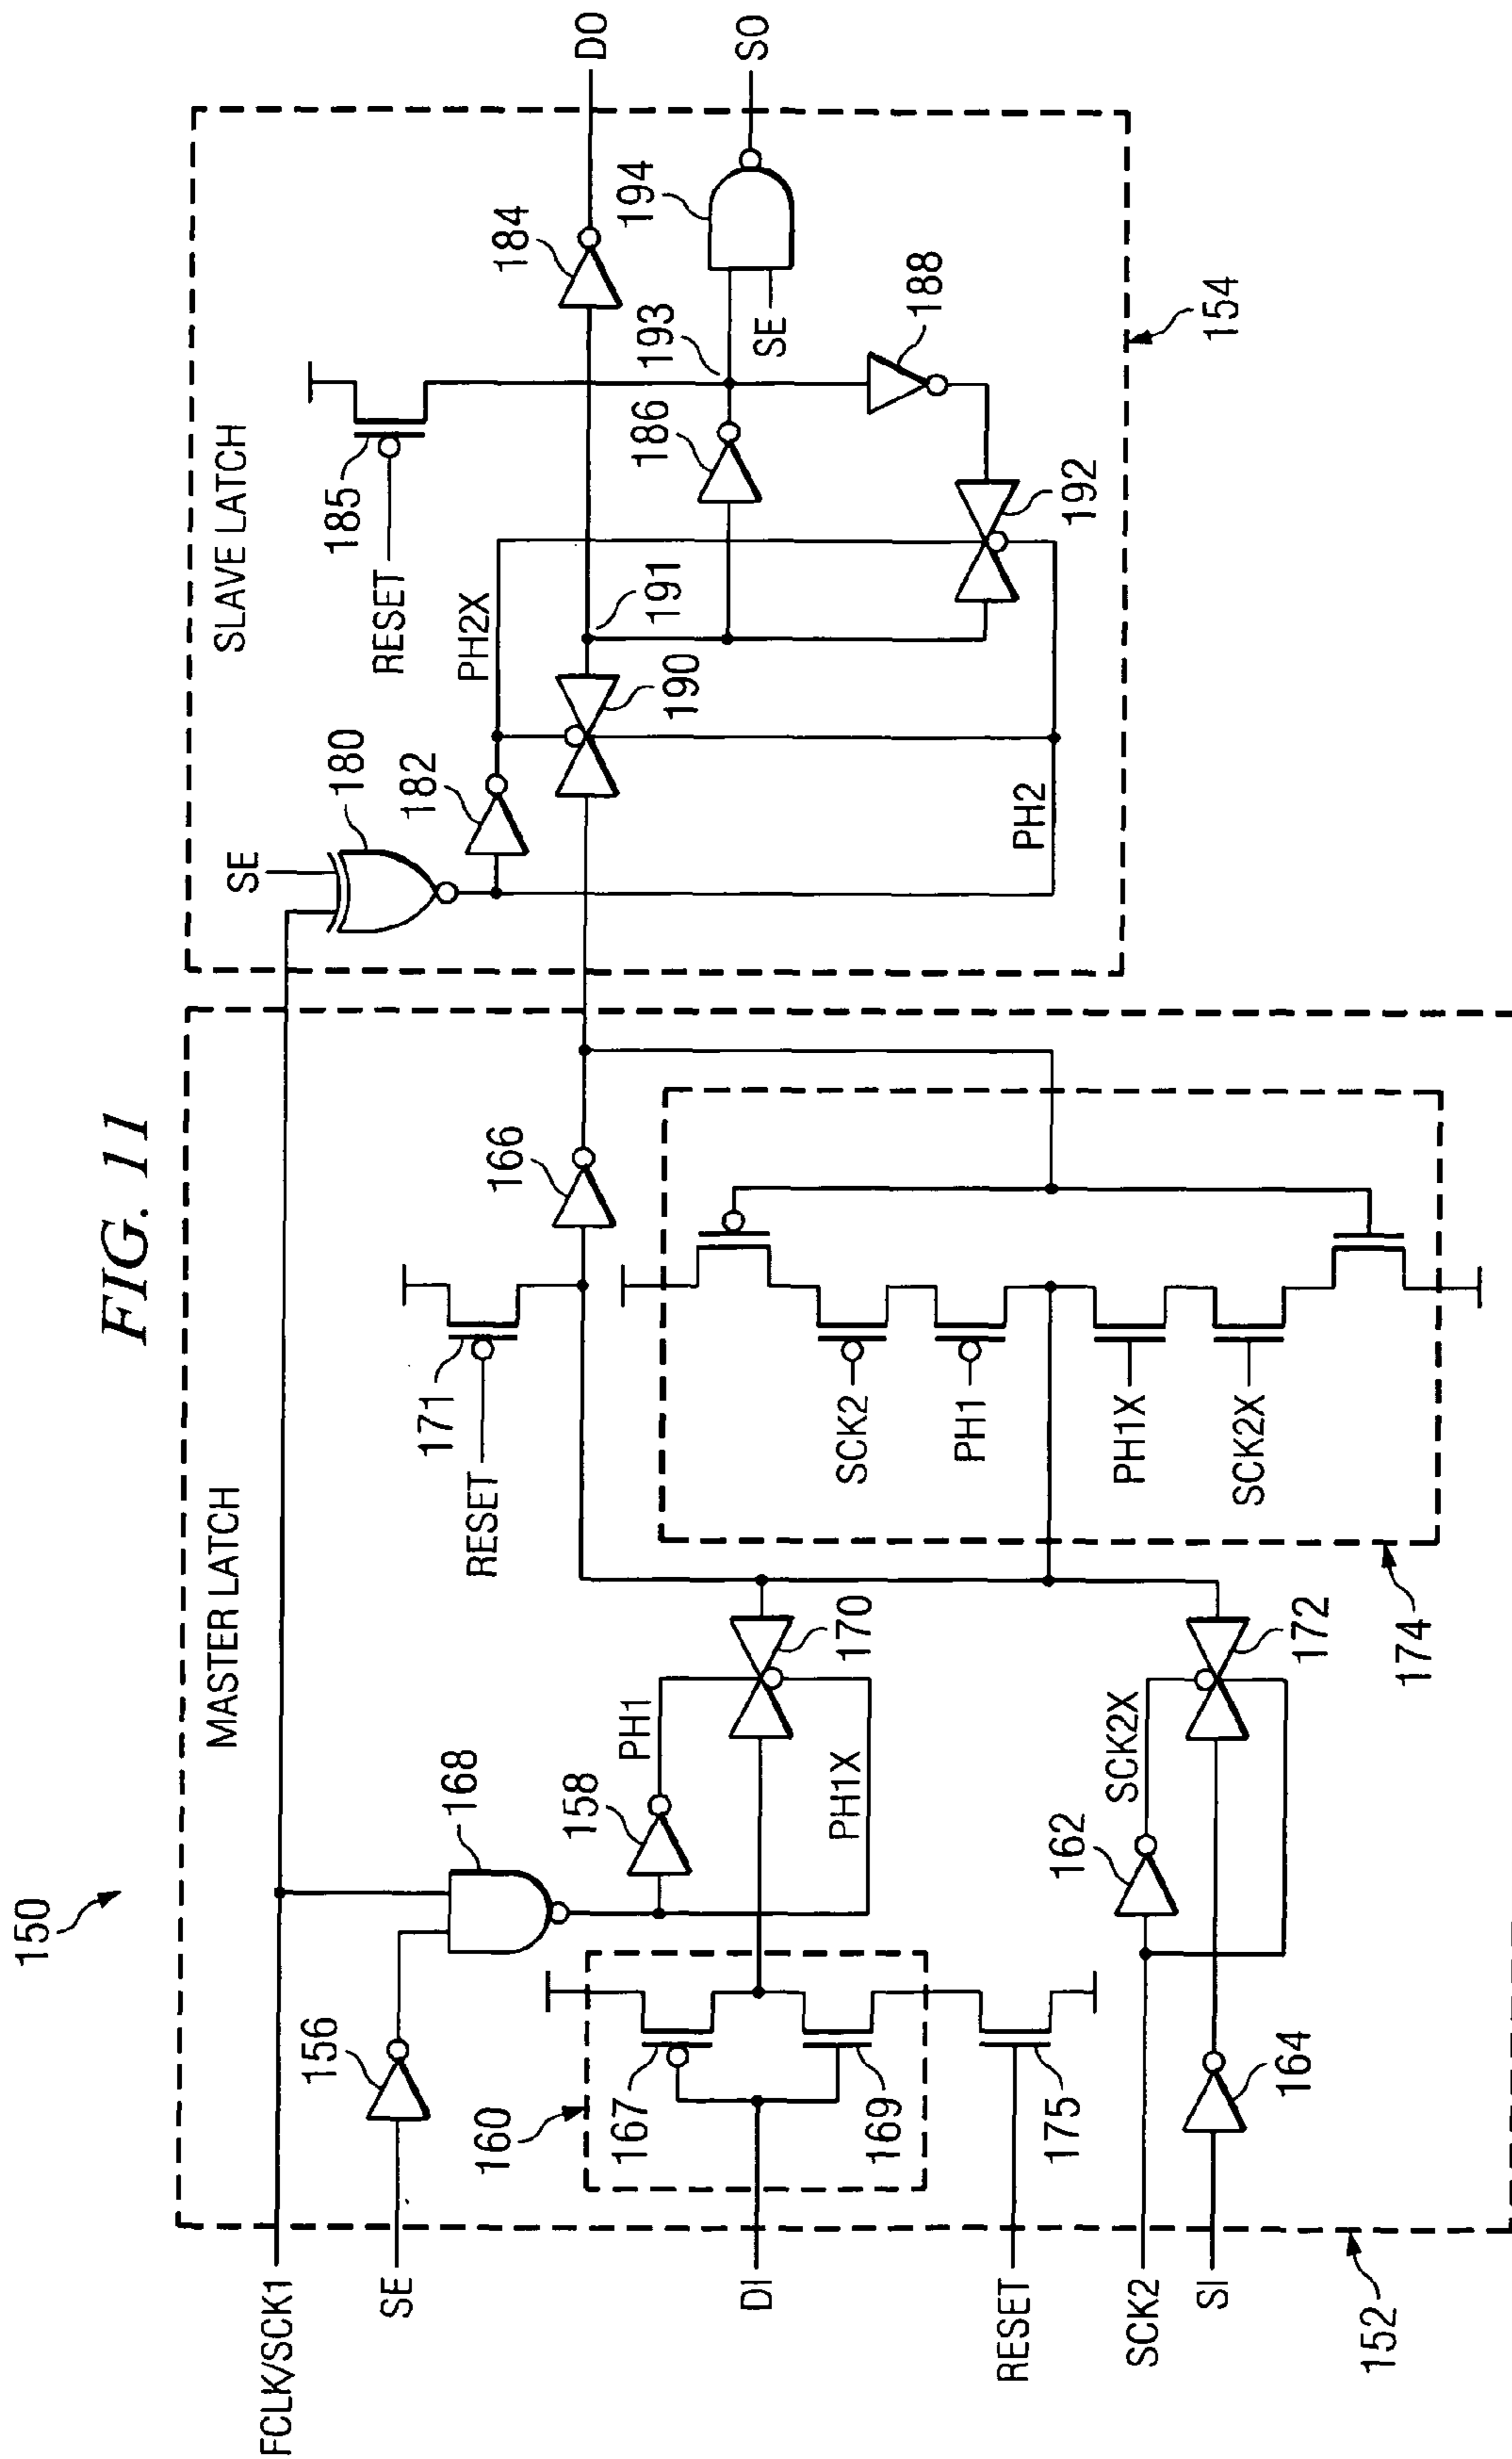 FIG. 11
150
MASTER LATCH
SLAVE LATCH
FCLK/SCK1
SE
156
168
158
PH1
PH1X
170
160
167
169
DI
RESET
175
SCK2
SI
162
164
SCK2X
172
152
RESET
171
166
SCK2
PH1
PH1X
SCK2X
174
SE
180
182
PH2X
PH2
190
191
RESET
185
186
193
184
DO
SE
194
SO
188
192
154